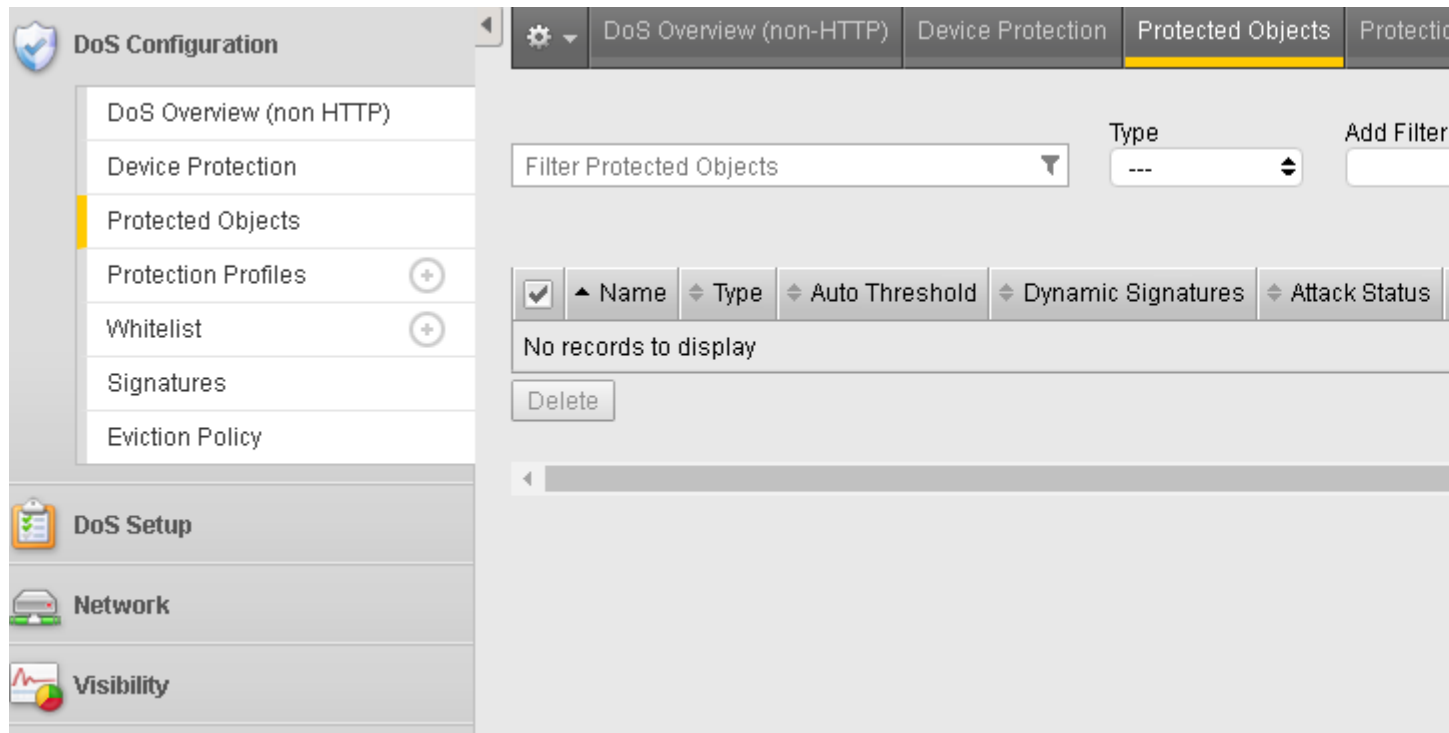 DoS Configuration
DoS Overview (non HTTP)
Device Protection
Protected Objects
Protection Profiles
Whitelist
Signatures
Eviction Policy
DoS Setup
Network
Visibility
DoS Overview (non-HTTP) Device Protection Protected Objects
Type Add Filter
Filter Protected Objects ---
Name Type Auto Threshold Dynamic Signatures Attack Status
No records to display
Delete